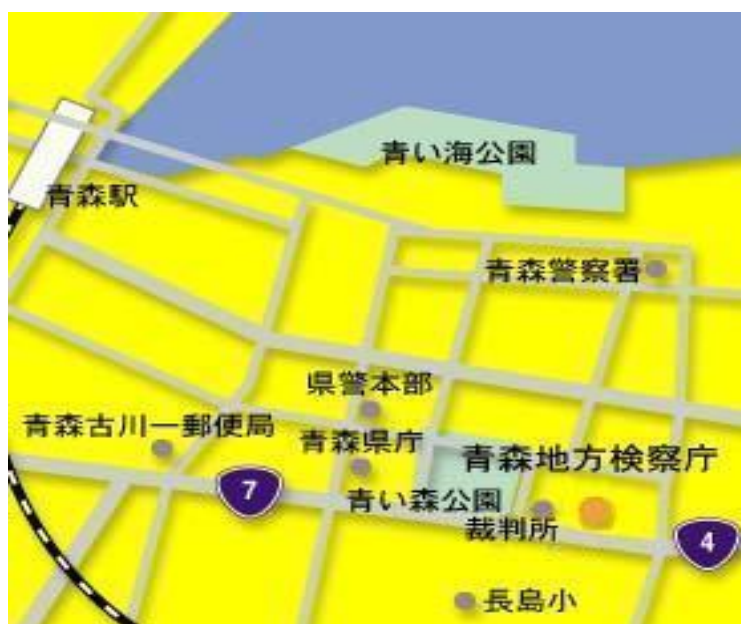 青い海公園
青森駅
青森警察署
県警本部
青森古川一郵便局
青森県庁
青森地方検察庁
7
青い森公園
裁判所
4
長島小